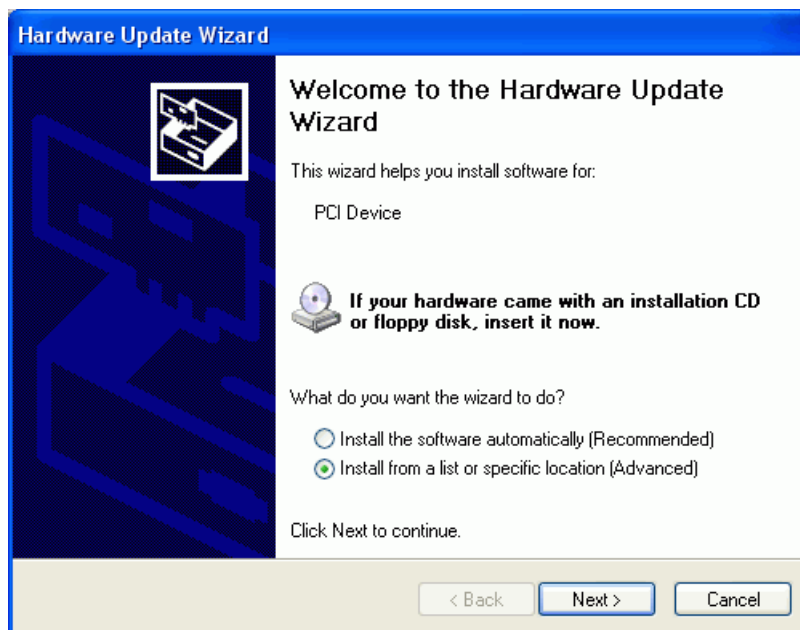 Hardware Update Wizard
Welcome to the Hardware Update
Wizard
This wizard helps you install software for:
PCI Device
If your hardware came with an installation CD
or floppy disk, insert it now.
What do you want the wizard to do?
Install the software automatically (Recommended)
Install from a list or specific location (Advanced)
Click Next to continue.
< Back
Next >
Cancel